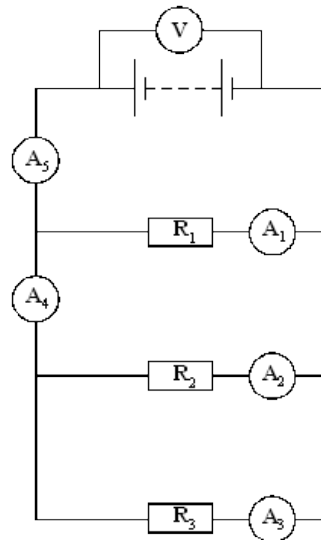 V
A₅
R₁ A₁
A₄
R₂ A₂
R₃ A₃